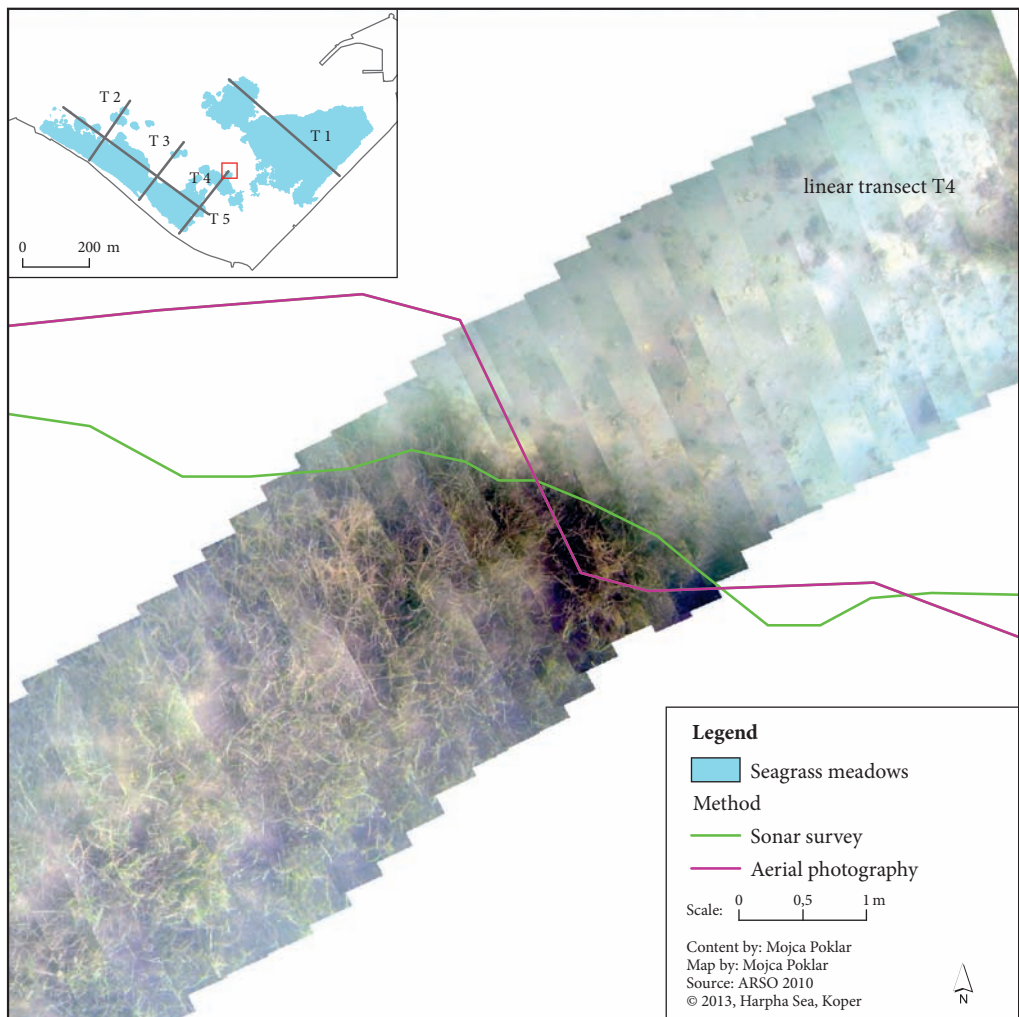 T 2
T 3
T 1
T 4
T 5
0 200 m
linear transect T4
Legend
Seagrass meadows
Method
Sonar survey
Aerial photography
Scale: 0 0,5 1 m
Content by: Mojca Poklar
Map by: Mojca Poklar
Source: ARSO 2010
© 2013, Harpha Sea, Koper
N